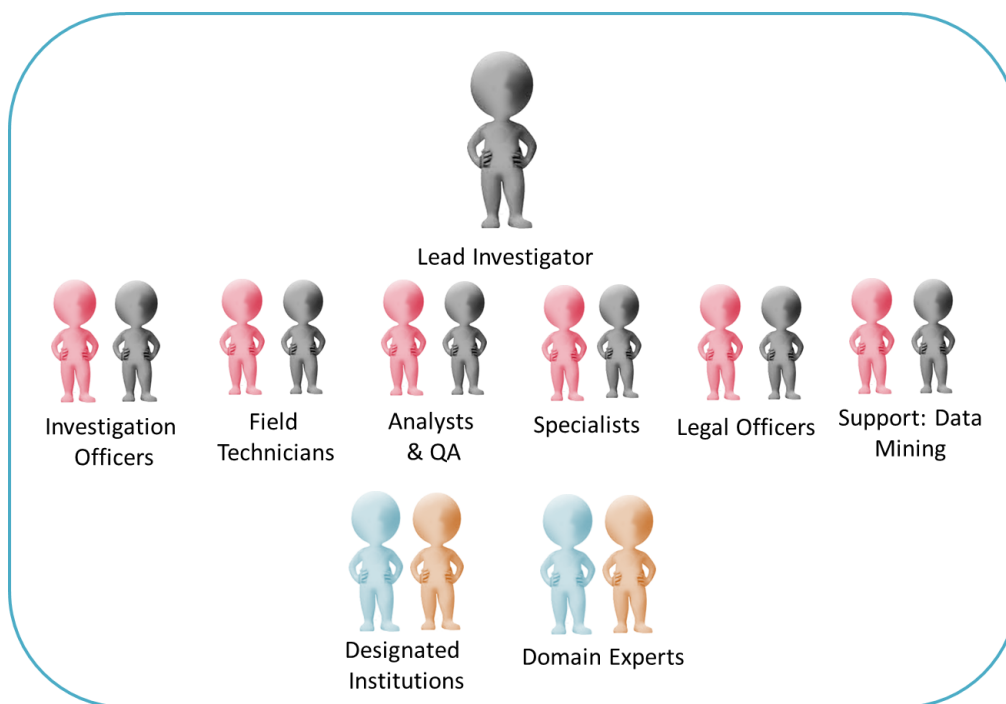 Lead Investigator
Investigation
Officers
Field
Technicians
Analysts
& QA
Specialists
Legal Officers
Support: Data
Mining
Designated
Institutions
Domain Experts